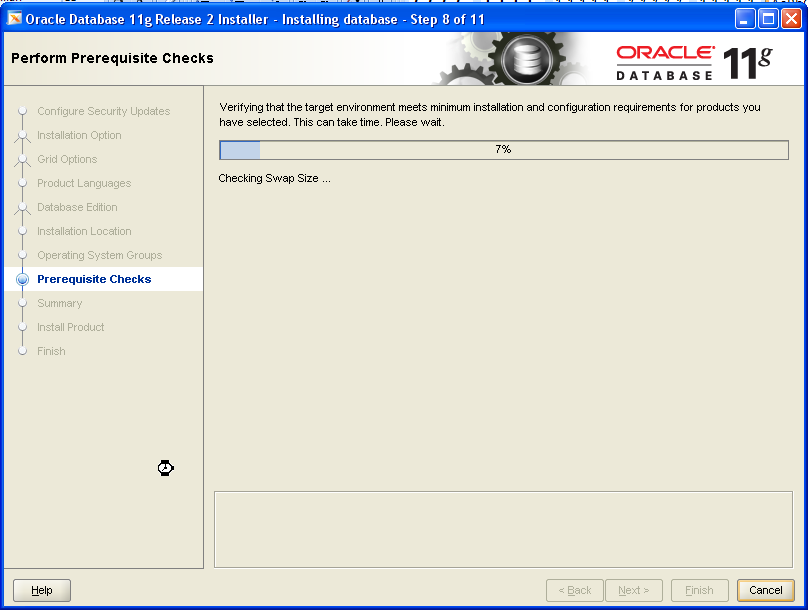 Oracle Database 11g Release 2 Installer - Installing database - Step 8 of 11
Perform Prerequisite Checks
ORACLE
DATABASE
11g
Configure Security Updates
Installation Option
Grid Options
Product Languages
Database Edition
Installation Location
Operating System Groups
Prerequisite Checks
Summary
Install Product
Finish
Verifying that the target environment meets minimum installation and configuration requirements for products you
have selected. This can take time. Please wait.
7%
Checking Swap Size ...
Help
< Back
Next >
Finish
Cancel